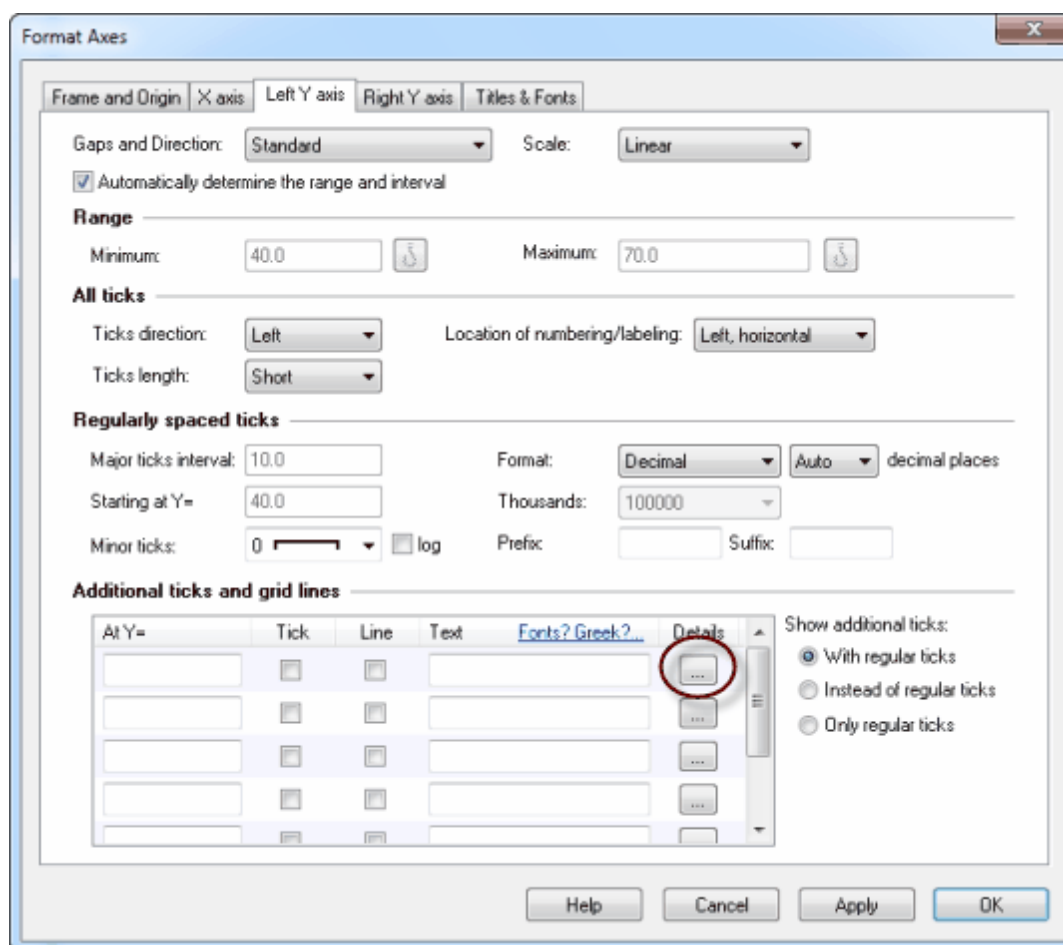 Format Axes
Frame and Origin X axis Left Y axis Right Y axis Titles & Fonts
Gaps and Direction: Standard Scale: Linear
Automatically determine the range and interval
Range
Minimum: 40.0 Maximum: 70.0
All ticks
Ticks direction: Left Location of numbering/labeling: Left, horizontal
Ticks length: Short
Regularly spaced ticks
Major ticks interval: 10.0 Format: Decimal Auto decimal places
Starting at Y= 40.0 Thousands: 100000
Minor ticks: 0 log Prefix: Suffix:
Additional ticks and grid lines
At Y= Tick Line Text Fonts? Greek?... Details Show additional ticks:
... With regular ticks
... Instead of regular ticks
... Only regular ticks
...
Help Cancel Apply OK